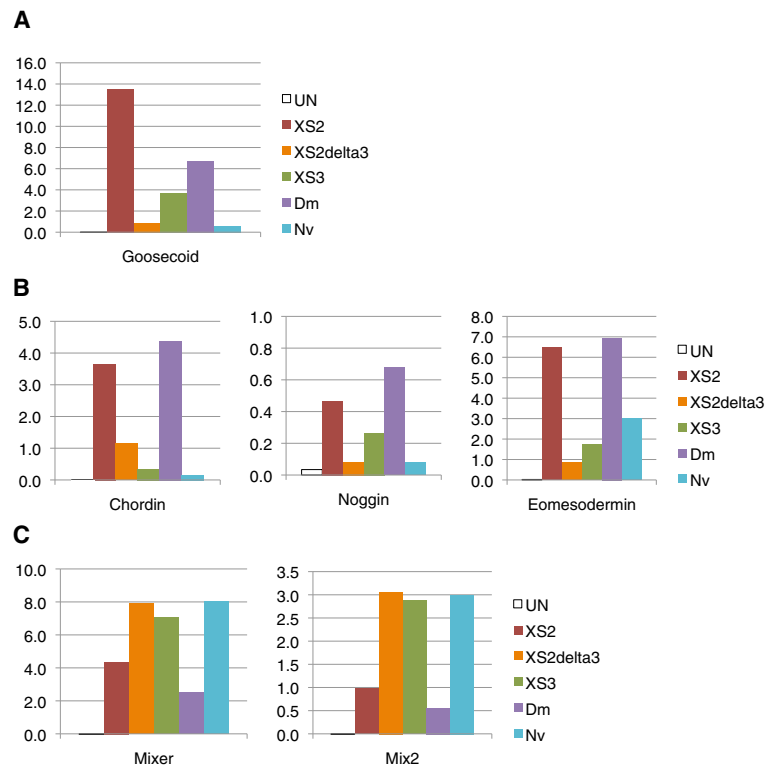 A
16.0
14.0
12.0
10.0
8.0
6.0
4.0
2.0
0.0
Goosecoid
UN
XS2
XS2delta3
XS3
Dm
Nv
B
5.0
4.0
3.0
2.0
1.0
0.0
Chordin
1.0
0.8
0.6
0.4
0.2
0.0
Noggin
8.0
7.0
6.0
5.0
4.0
3.0
2.0
1.0
0.0
Eomesodermin
UN
XS2
XS2delta3
XS3
Dm
Nv
C
10.0
8.0
6.0
4.0
2.0
0.0
Mixer
3.5
3.0
2.5
2.0
1.5
1.0
0.5
0.0
Mix2
UN
XS2
XS2delta3
XS3
Dm
Nv